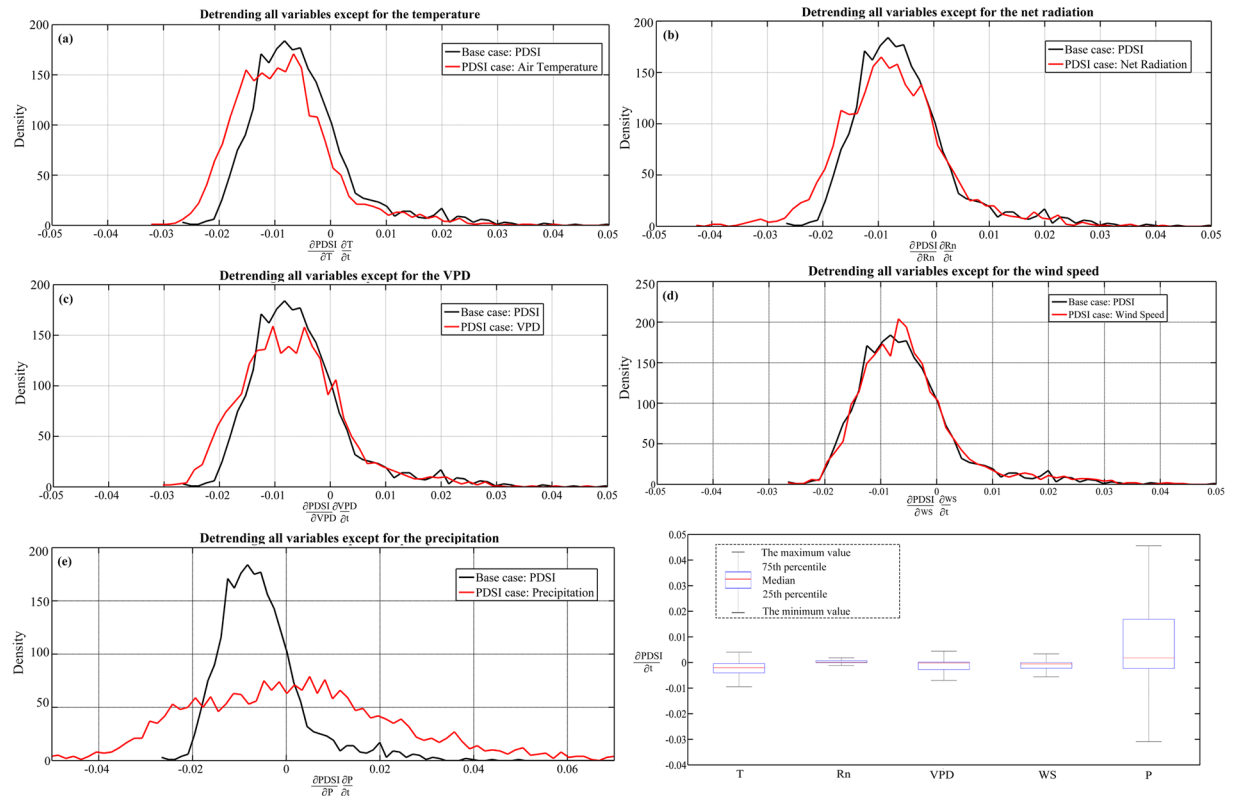 Detrending all variables except for the temperature
(a)
Base case: PDSI
PDSI case: Air Temperature
Density
200
150
100
50
0
-0.05 -0.04 -0.03 -0.02 -0.01 0 0.01 0.02 0.03 0.04 0.05
∂PDSI ∂T
∂T ∂t
Detrending all variables except for the net radiation
(b)
Base case: PDSI
PDSI case: Net Radiation
Density
200
150
100
50
0
-0.05 -0.04 -0.03 -0.02 -0.01 0 0.01 0.02 0.03 0.04 0.05
∂PDSI ∂Rn
∂Rn ∂t
Detrending all variables except for the VPD
(c)
Base case: PDSI
PDSI case: VPD
Density
200
150
100
50
0
-0.05 -0.04 -0.03 -0.02 -0.01 0 0.01 0.02 0.03 0.04 0.05
∂PDSI ∂VPD
∂VPD ∂t
Detrending all variables except for the wind speed
(d)
Base case: PDSI
PDSI case: Wind Speed
Density
250
200
150
100
50
0
-0.05 -0.04 -0.03 -0.02 -0.01 0 0.01 0.02 0.03 0.04 0.05
∂PDSI ∂WS
∂WS ∂t
Detrending all variables except for the precipitation
(e)
Base case: PDSI
PDSI case: Precipitation
Density
200
150
100
50
0
-0.04 -0.02 0 0.02 0.04 0.06
∂PDSI ∂P
∂P ∂t
The maximum value
75th percentile
Median
25th percentile
The minimum value
∂PDSI
∂t
0.05
0.04
0.03
0.02
0.01
0
-0.01
-0.02
-0.03
-0.04
T Rn VPD WS P